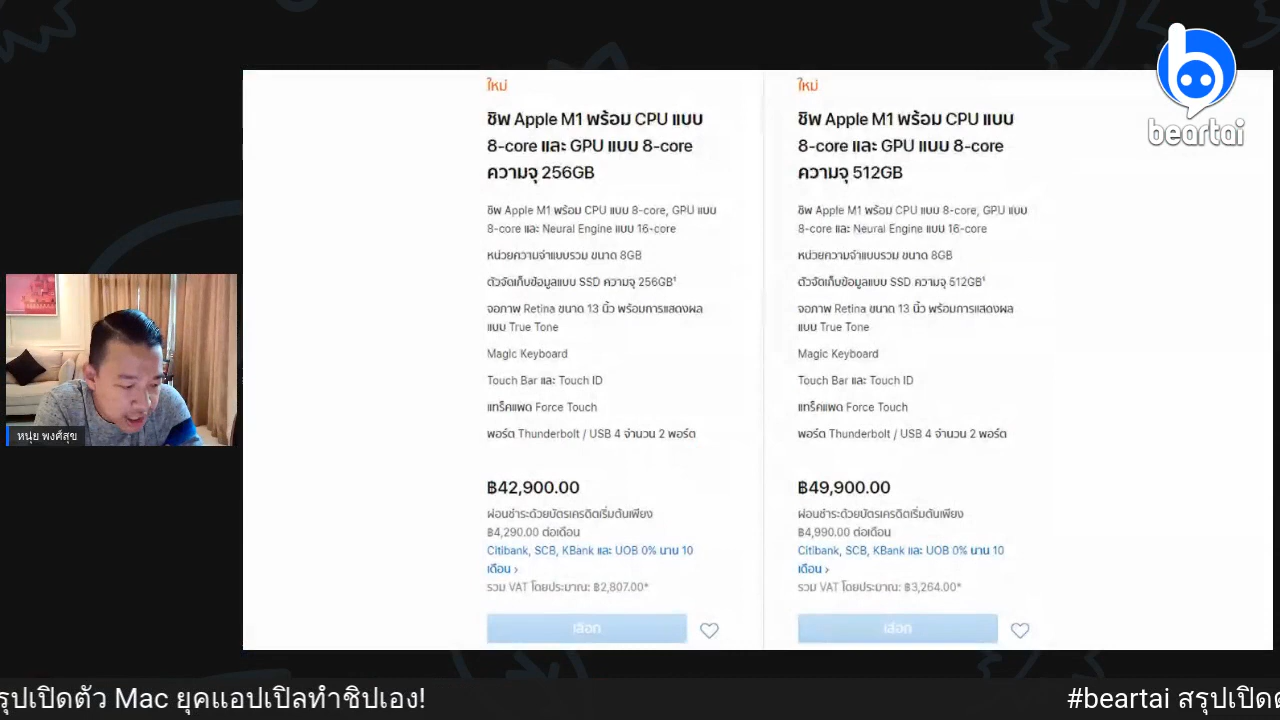 ใหม่
ชิพ Apple M1 พร้อม CPU แบบ
8-core และ GPU แบบ 8-core
ความจุ 256GB
ชิพ Apple M1 พร้อม CPU แบบ 8-core, GPU แบบ
8-core และ Neural Engine แบบ 16-core
หน่วยความจำแบบรวม ขนาด 8GB
ตัวจัดเก็บข้อมูลแบบ SSD ความจุ 256GB¹
จอภาพ Retina ขนาด 13 นิ้ว พร้อมการแสดงผล
แบบ True Tone
Magic Keyboard
Touch Bar และ Touch ID
แทร็คแพด Force Touch
พอร์ต Thunderbolt / USB 4 จำนวน 2 พอร์ต
฿42,900.00
ผ่อนชำระด้วยบัตรเครดิตเริ่มต้นเพียง
฿4,290.00 ต่อเดือน
Citibank, SCB, KBank และ UOB 0% นาน 10
เดือน ›
รวม VAT โดยประมาณ: ฿2,807.00*
เลือก
ใหม่
ชิพ Apple M1 พร้อม CPU แบบ
8-core และ GPU แบบ 8-core
ความจุ 512GB
ชิพ Apple M1 พร้อม CPU แบบ 8-core, GPU แบบ
8-core และ Neural Engine แบบ 16-core
หน่วยความจำแบบรวม ขนาด 8GB
ตัวจัดเก็บข้อมูลแบบ SSD ความจุ 512GB¹
จอภาพ Retina ขนาด 13 นิ้ว พร้อมการแสดงผล
แบบ True Tone
Magic Keyboard
Touch Bar และ Touch ID
แทร็คแพด Force Touch
พอร์ต Thunderbolt / USB 4 จำนวน 2 พอร์ต
฿49,900.00
ผ่อนชำระด้วยบัตรเครดิตเริ่มต้นเพียง
฿4,990.00 ต่อเดือน
Citibank, SCB, KBank และ UOB 0% นาน 10
เดือน ›
รวม VAT โดยประมาณ: ฿3,264.00*
เลือก
beartai
หนุ่ย พงศ์สุข
รุปเปิดตัว Mac ยุคแอปเปิลทำชิปเอง!
#beartai สรุปเปิดต